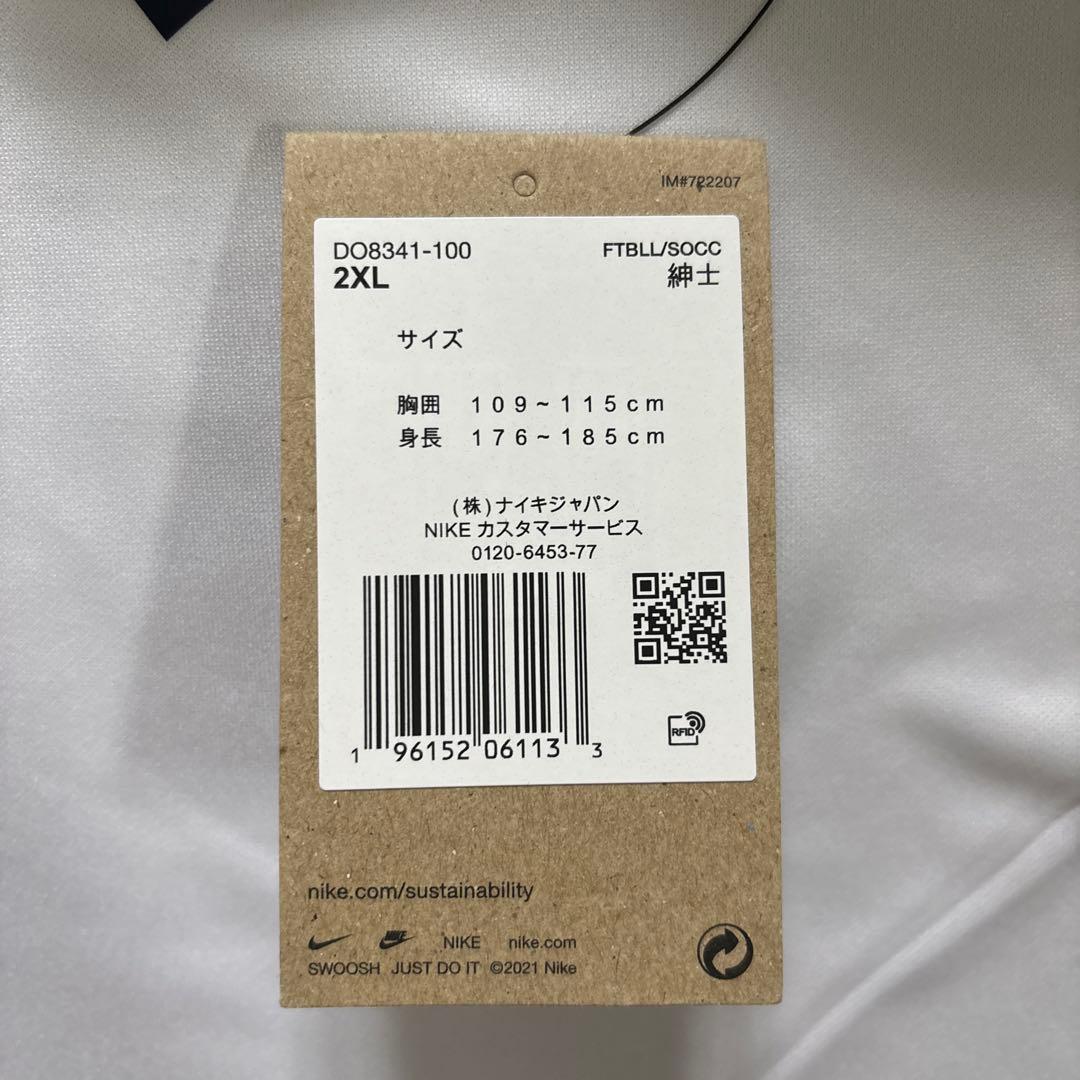 IM#722207
DO8341-100 FTBLL/SOCC
2XL 紳士
サイズ
胸囲 １０９～１１５ｃｍ
身長 １７６～１８５ｃｍ
(株)ナイキジャパン
NIKE カスタマーサービス
0120-6453-77
1 96152 06113 3
RFID
nike.com/sustainability
NIKE nike.com
SWOOSH JUST DO IT ©2021 Nike